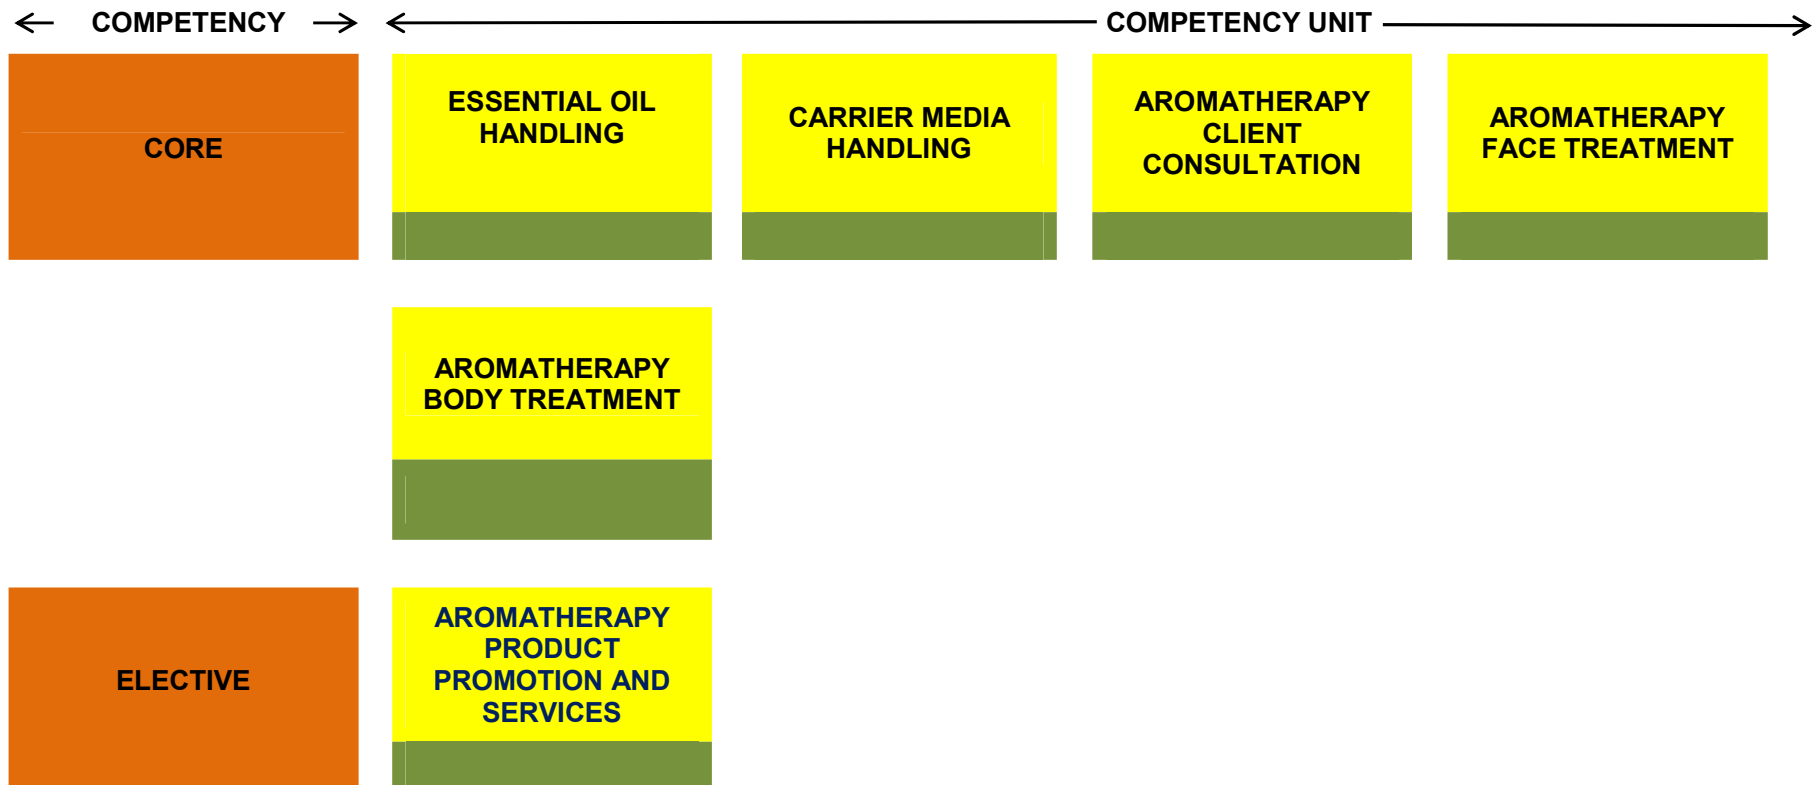 COMPETENCY
COMPETENCY UNIT
CORE
ESSENTIAL OIL
HANDLING
CARRIER MEDIA
HANDLING
AROMATHERAPY
CLIENT
CONSULTATION
AROMATHERAPY
FACE TREATMENT
AROMATHERAPY
BODY TREATMENT
ELECTIVE
AROMATHERAPY
PRODUCT
PROMOTION AND
SERVICES